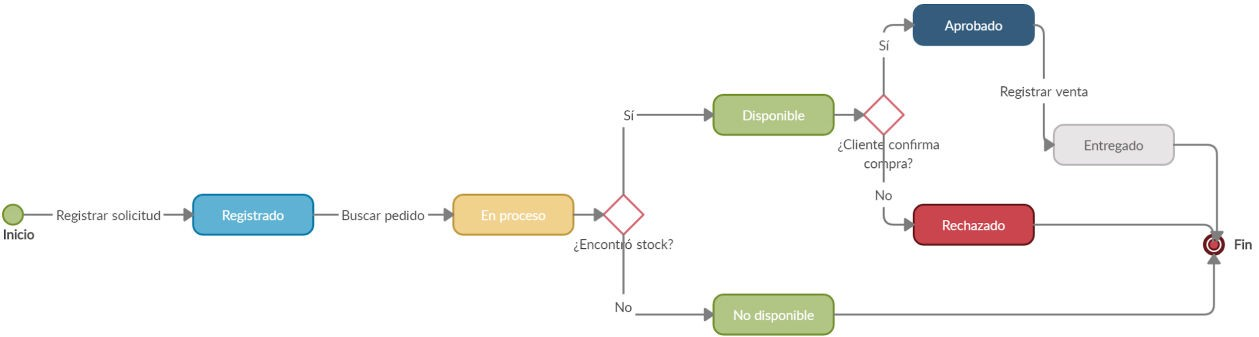 Inicio
Registrar solicitud
Registrado
Buscar pedido
En proceso
¿Encontró stock?
Sí
Disponible
¿Cliente confirma
compra?
Sí
Aprobado
Registrar venta
Entregado
No
Rechazado
No
No disponible
Fin